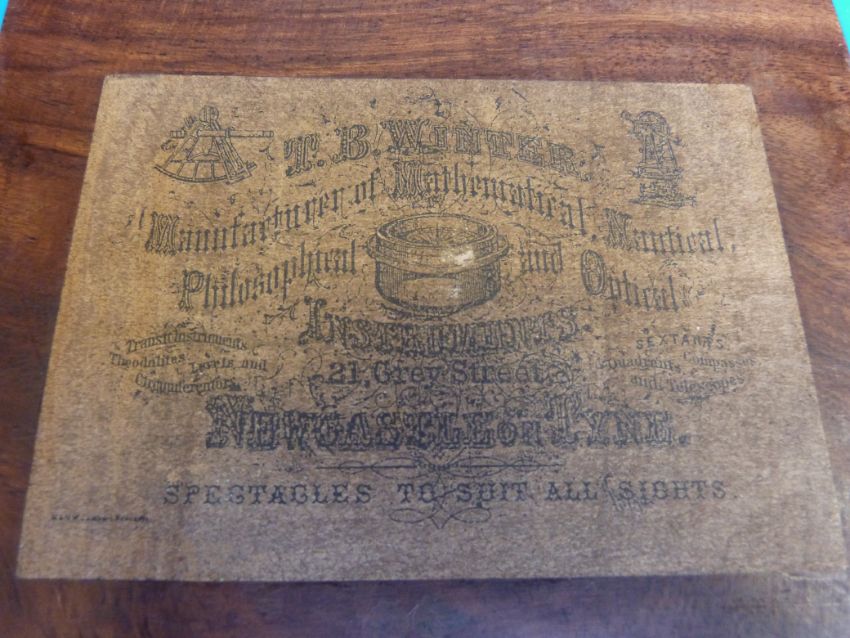 T. B. WINTER,
Manufacturer of Mathematical, Nautical,
Philosophical and Optical
INSTRUMENTS.
Transit Instruments
Theodolites, Levels and
Circumferentors
SEXTANTS,
Quadrants, Compasses
and Telescopes
21, Grey Street,
NEWCASTLE on TYNE.
SPECTACLES TO SUIT ALL SIGHTS.